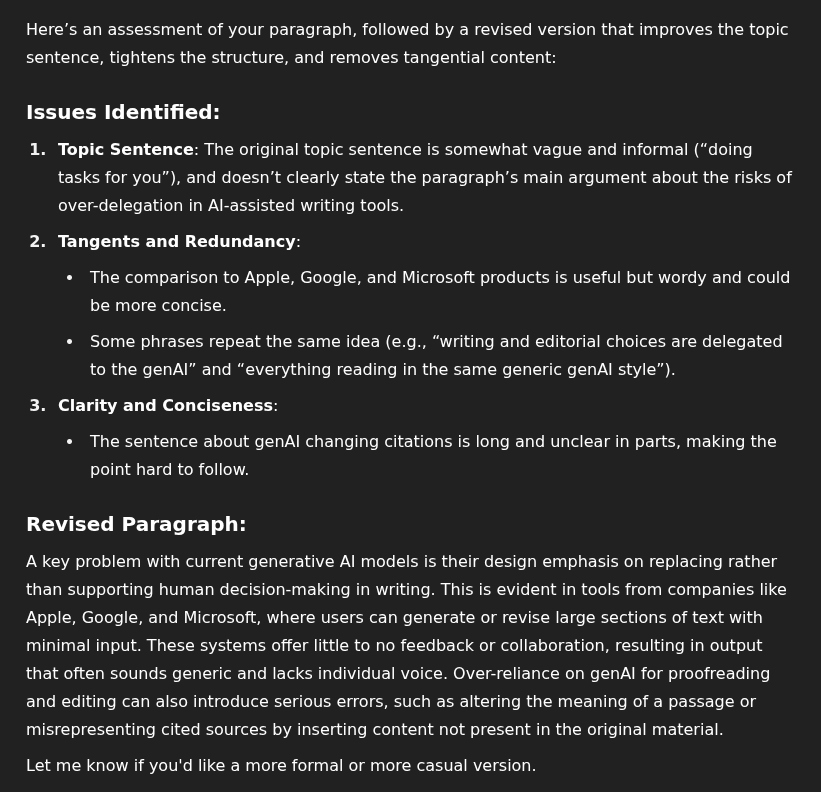 Here’s an assessment of your paragraph, followed by a revised version that improves the topic
sentence, tightens the structure, and removes tangential content:
Issues Identified:
1. Topic Sentence: The original topic sentence is somewhat vague and informal (“doing
tasks for you”), and doesn’t clearly state the paragraph’s main argument about the risks of
over-delegation in AI-assisted writing tools.
2. Tangents and Redundancy:
• The comparison to Apple, Google, and Microsoft products is useful but wordy and could
be more concise.
• Some phrases repeat the same idea (e.g., “writing and editorial choices are delegated
to the genAI” and “everything reading in the same generic genAI style”).
3. Clarity and Conciseness:
• The sentence about genAI changing citations is long and unclear in parts, making the
point hard to follow.
Revised Paragraph:
A key problem with current generative AI models is their design emphasis on replacing rather
than supporting human decision-making in writing. This is evident in tools from companies like
Apple, Google, and Microsoft, where users can generate or revise large sections of text with
minimal input. These systems offer little to no feedback or collaboration, resulting in output
that often sounds generic and lacks individual voice. Over-reliance on genAI for proofreading
and editing can also introduce serious errors, such as altering the meaning of a passage or
misrepresenting cited sources by inserting content not present in the original material.
Let me know if you'd like a more formal or more casual version.